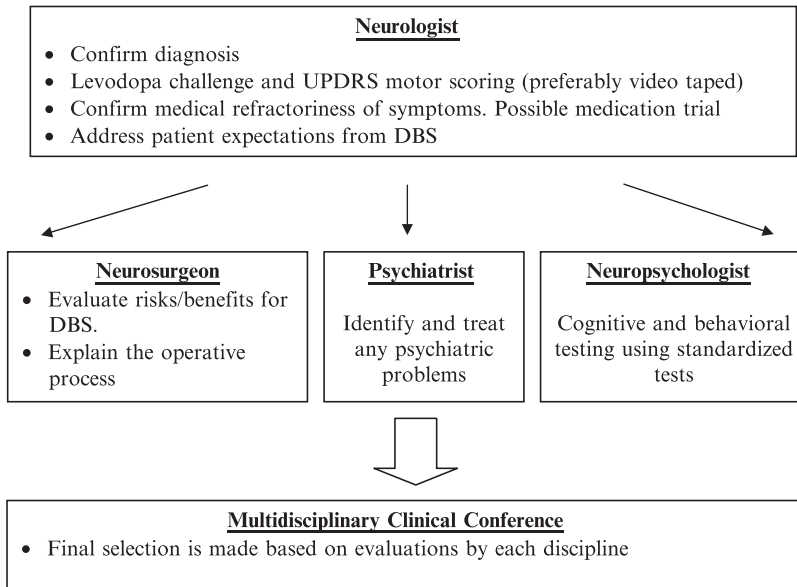 Neurologist
• Confirm diagnosis
• Levodopa challenge and UPDRS motor scoring (preferably video taped)
• Confirm medical refractoriness of symptoms. Possible medication trial
• Address patient expectations from DBS
Neurosurgeon
• Evaluate risks/benefits for
DBS.
• Explain the operative
process
Psychiatrist
Identify and treat
any psychiatric
problems
Neuropsychologist
Cognitive and behavioral
testing using standardized
tests
Multidisciplinary Clinical Conference
• Final selection is made based on evaluations by each discipline